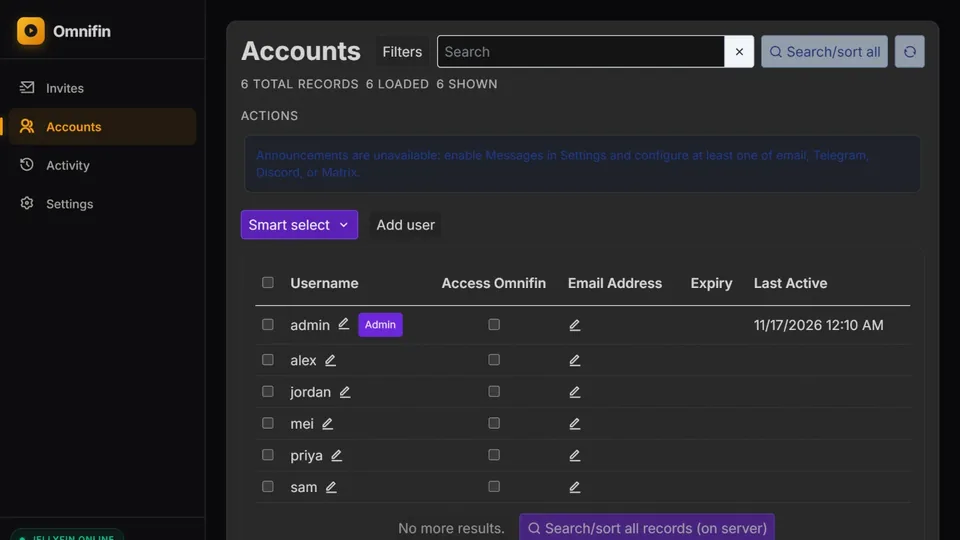 Omnifin
Invites
Accounts
Activity
Settings
JELLYFIN ONLINE
Accounts Filters Search Search/sort all
6 TOTAL RECORDS 6 LOADED 6 SHOWN
ACTIONS
Announcements are unavailable: enable Messages in Settings and configure at least one of email, Telegram,
Discord, or Matrix.
Smart select Add user
Username Access Omnifin Email Address Expiry Last Active
admin Admin 11/17/2026 12:10 AM
alex
jordan
mei
priya
sam
No more results. Search/sort all records (on server)